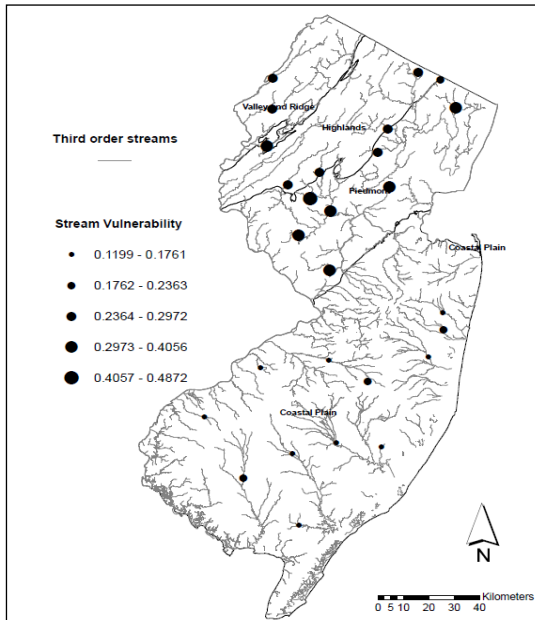 Valley and Ridge
Highlands
Third order streams
Piedmont
Stream Vulnerability
Coastal Plain
0.1199 - 0.1761
0.1762 - 0.2363
0.2364 - 0.2972
0.2973 - 0.4056
0.4057 - 0.4872
Coastal Plain
N
Kilometers
0 5 10 20 30 40